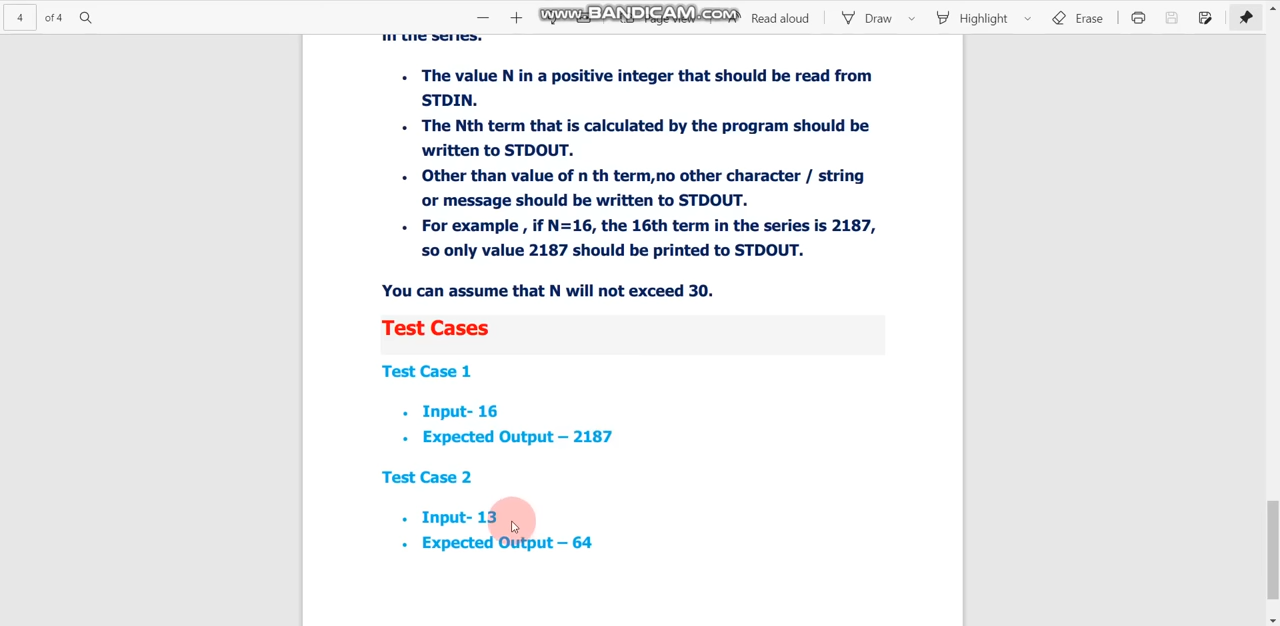 4 of 4 www.BANDICAM.com Page view Read aloud Draw Highlight Erase
in the series.
• The value N in a positive integer that should be read from
STDIN.
• The Nth term that is calculated by the program should be
written to STDOUT.
• Other than value of n th term,no other character / string
or message should be written to STDOUT.
• For example , if N=16, the 16th term in the series is 2187,
so only value 2187 should be printed to STDOUT.
You can assume that N will not exceed 30.
Test Cases
Test Case 1
• Input- 16
• Expected Output – 2187
Test Case 2
• Input- 13
• Expected Output – 64